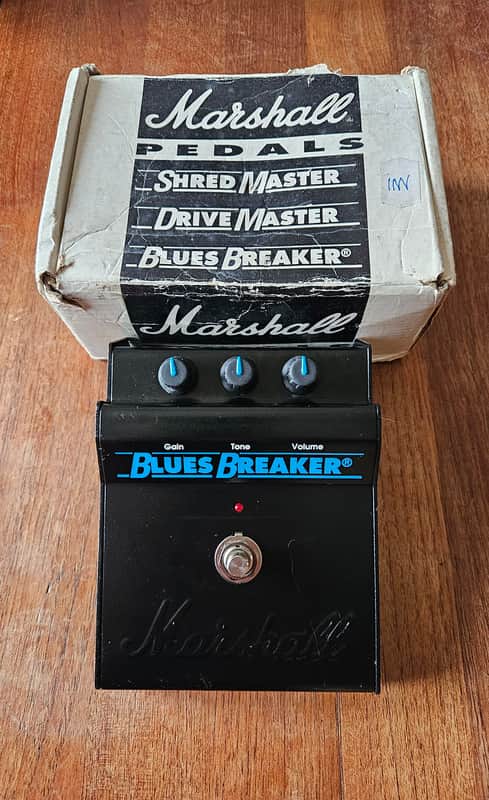 Marshall
PEDALS
SHRED MASTER
DRIVE MASTER
BLUES BREAKER®
Marshall
Gain Tone Volume
BLUES BREAKER®
Marshall